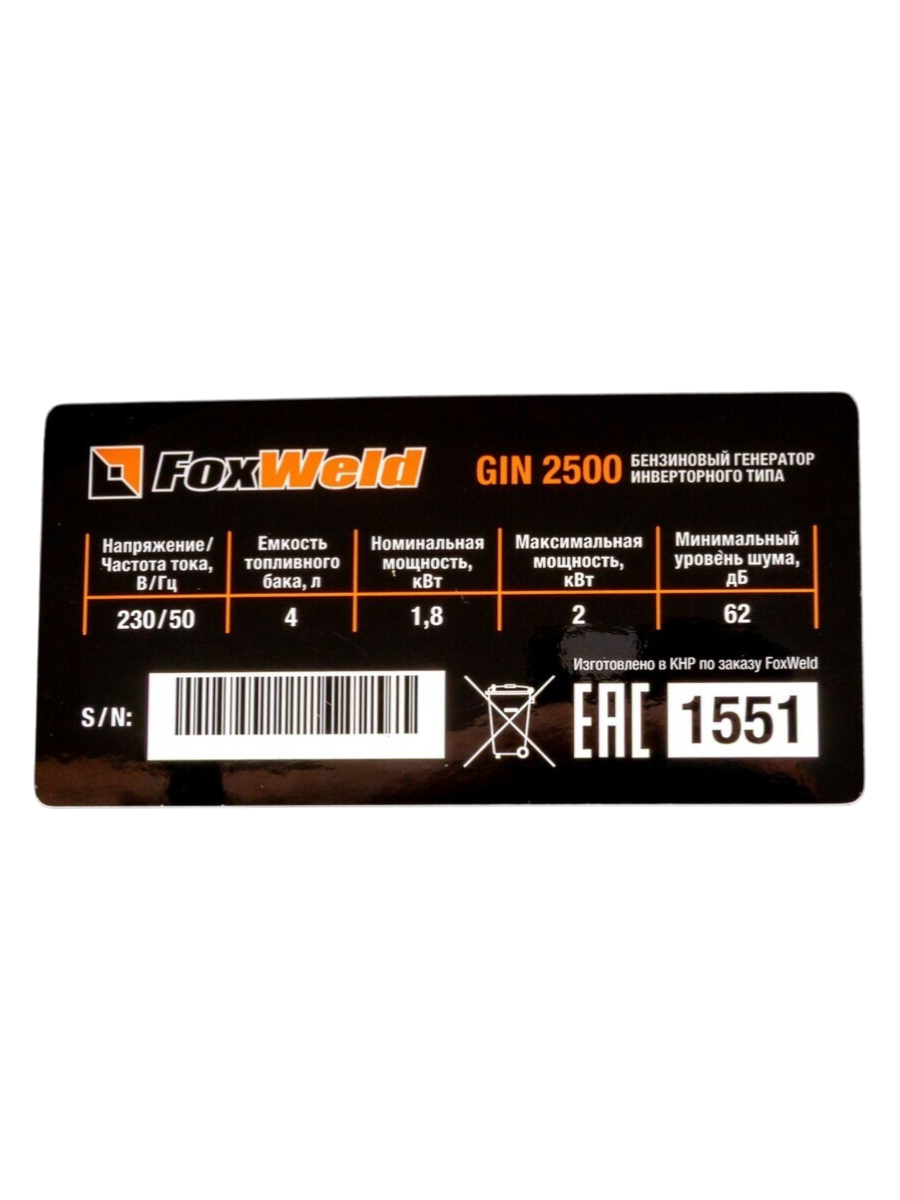 FoxWeld
GIN 2500
БЕНЗИНОВЫЙ ГЕНЕРАТОР
ИНВЕРТОРНОГО ТИПА
Напряжение/
Частота тока,
В/Гц
230/50
Емкость
топливного
бака, л
4
Номинальная
мощность,
кВт
1,8
Максимальная
мощность,
кВт
2
Минимальный
уровень шума,
дБ
62
Изготовлено в КНР по заказу FoxWeld
S/N:
EAC
1551